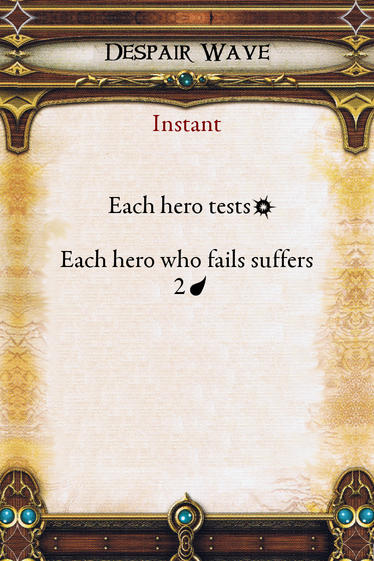 Despair Wave
Instant
Each hero tests
Each hero who fails suffers
2